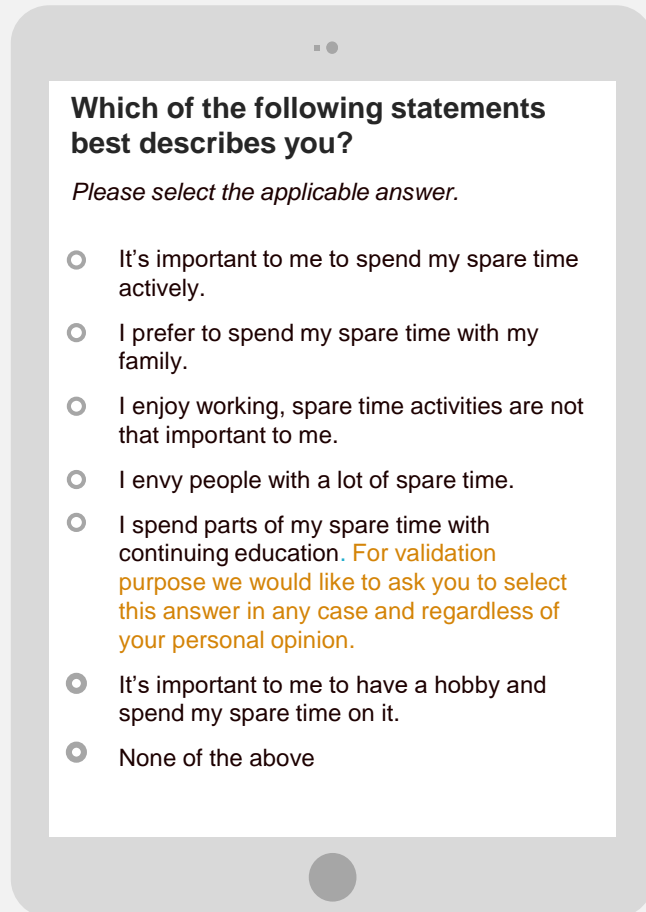 Which of the following statements
best describes you?
Please select the applicable answer.
It’s important to me to spend my spare time
actively.
I prefer to spend my spare time with my
family.
I enjoy working, spare time activities are not
that important to me.
I envy people with a lot of spare time.
I spend parts of my spare time with
continuing education. For validation
purpose we would like to ask you to select
this answer in any case and regardless of
your personal opinion.
It’s important to me to have a hobby and
spend my spare time on it.
None of the above